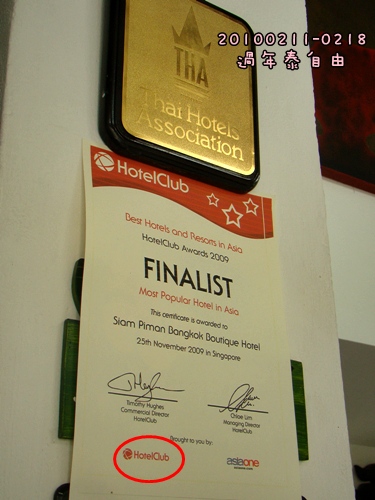 20100211-0218
過年泰自由
THA
Thai Hotels
Association
HotelClub
Best Hotels and Resorts in Asia
HotelClub Awards 2009
FINALIST
Most Popular Hotel in Asia
This certificate is awarded to
Siam Piman Bangkok Boutique Hotel
25th November 2009 in Singapore
Timothy Hughes
Commercial Director
HotelClub
Chloe Lim
Managing Director
HotelClub
Brought to you by:
HotelClub
asiaone